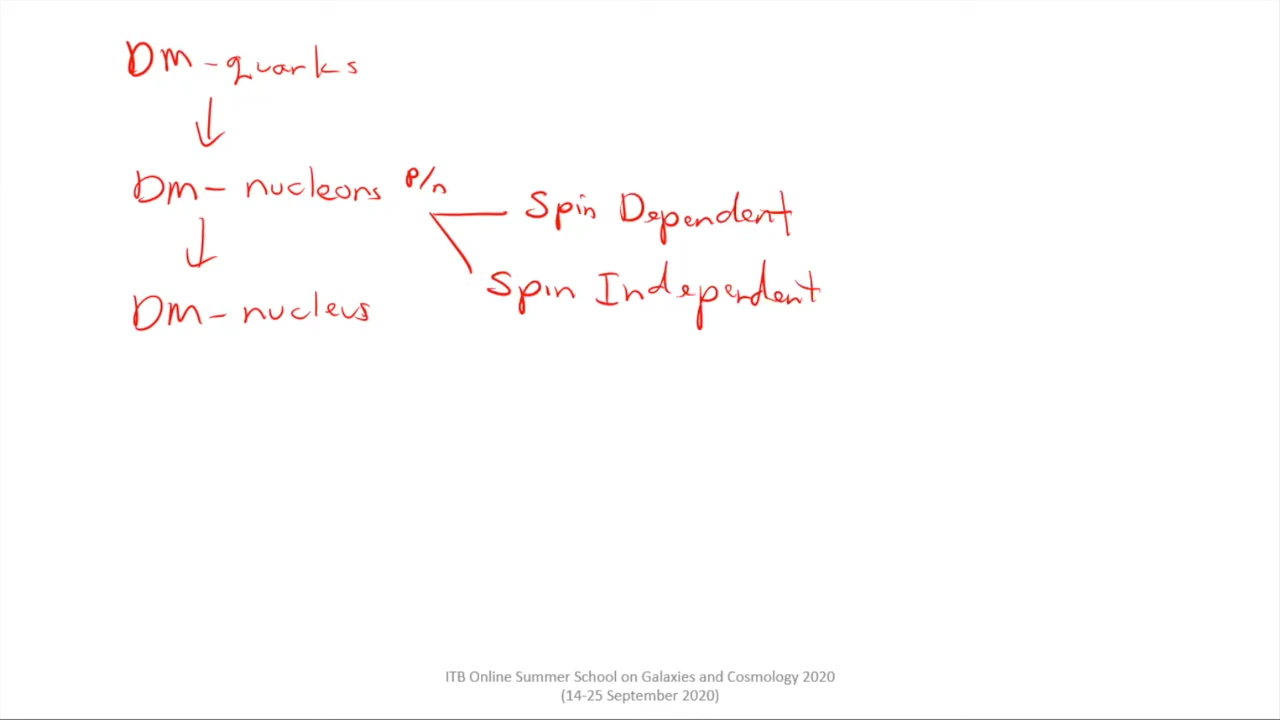 DM - quarks
↓
DM - nucleons P/n
Spin Dependent
Spin Independent
↓
DM - nucleus
ITB Online Summer School on Galaxies and Cosmology 2020
(14-25 September 2020)